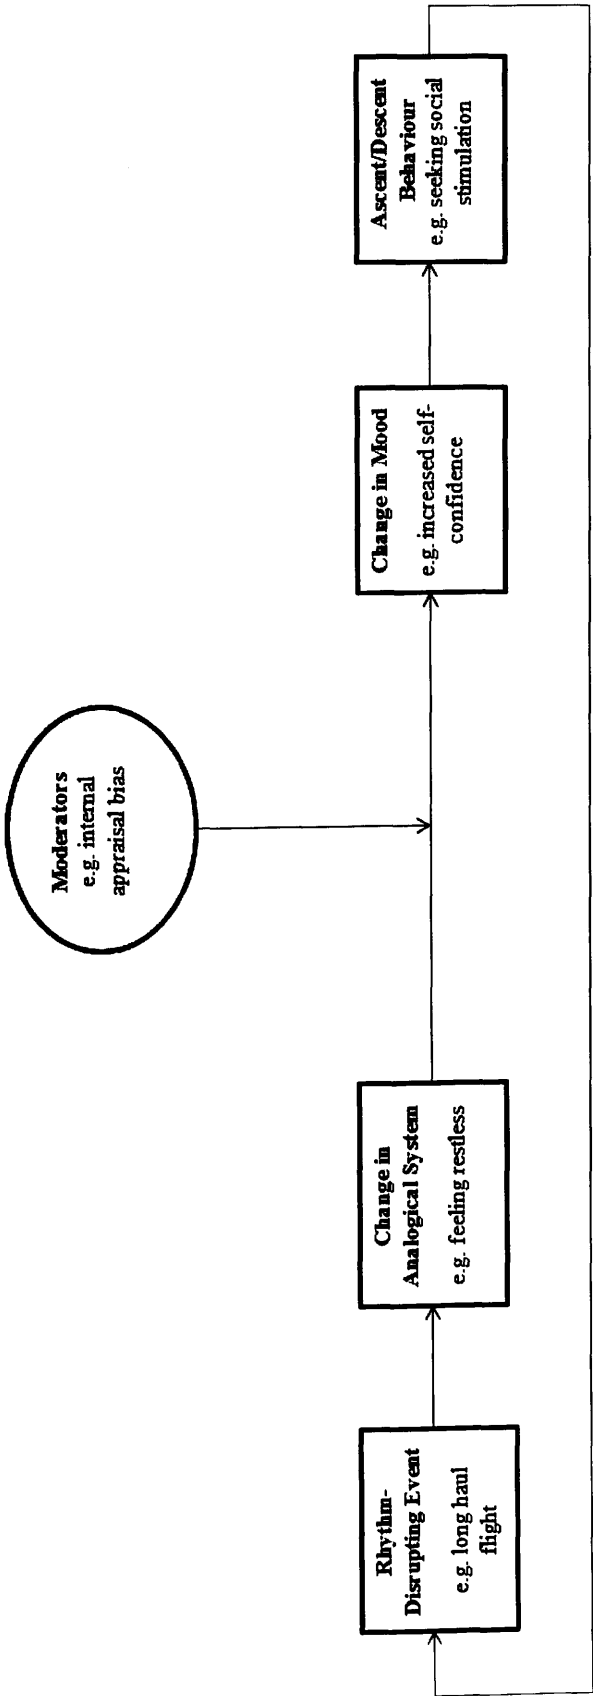 Rhythm-
Disrupting Event
e.g. long haul
flight
Change in
Analogical System
e.g. feeling restless
Moderators
e.g. internal
appraisal bias
Change in Mood
e.g. increased self-
confidence
Ascent/Descent
Behaviour
e.g. seeking social
stimulation